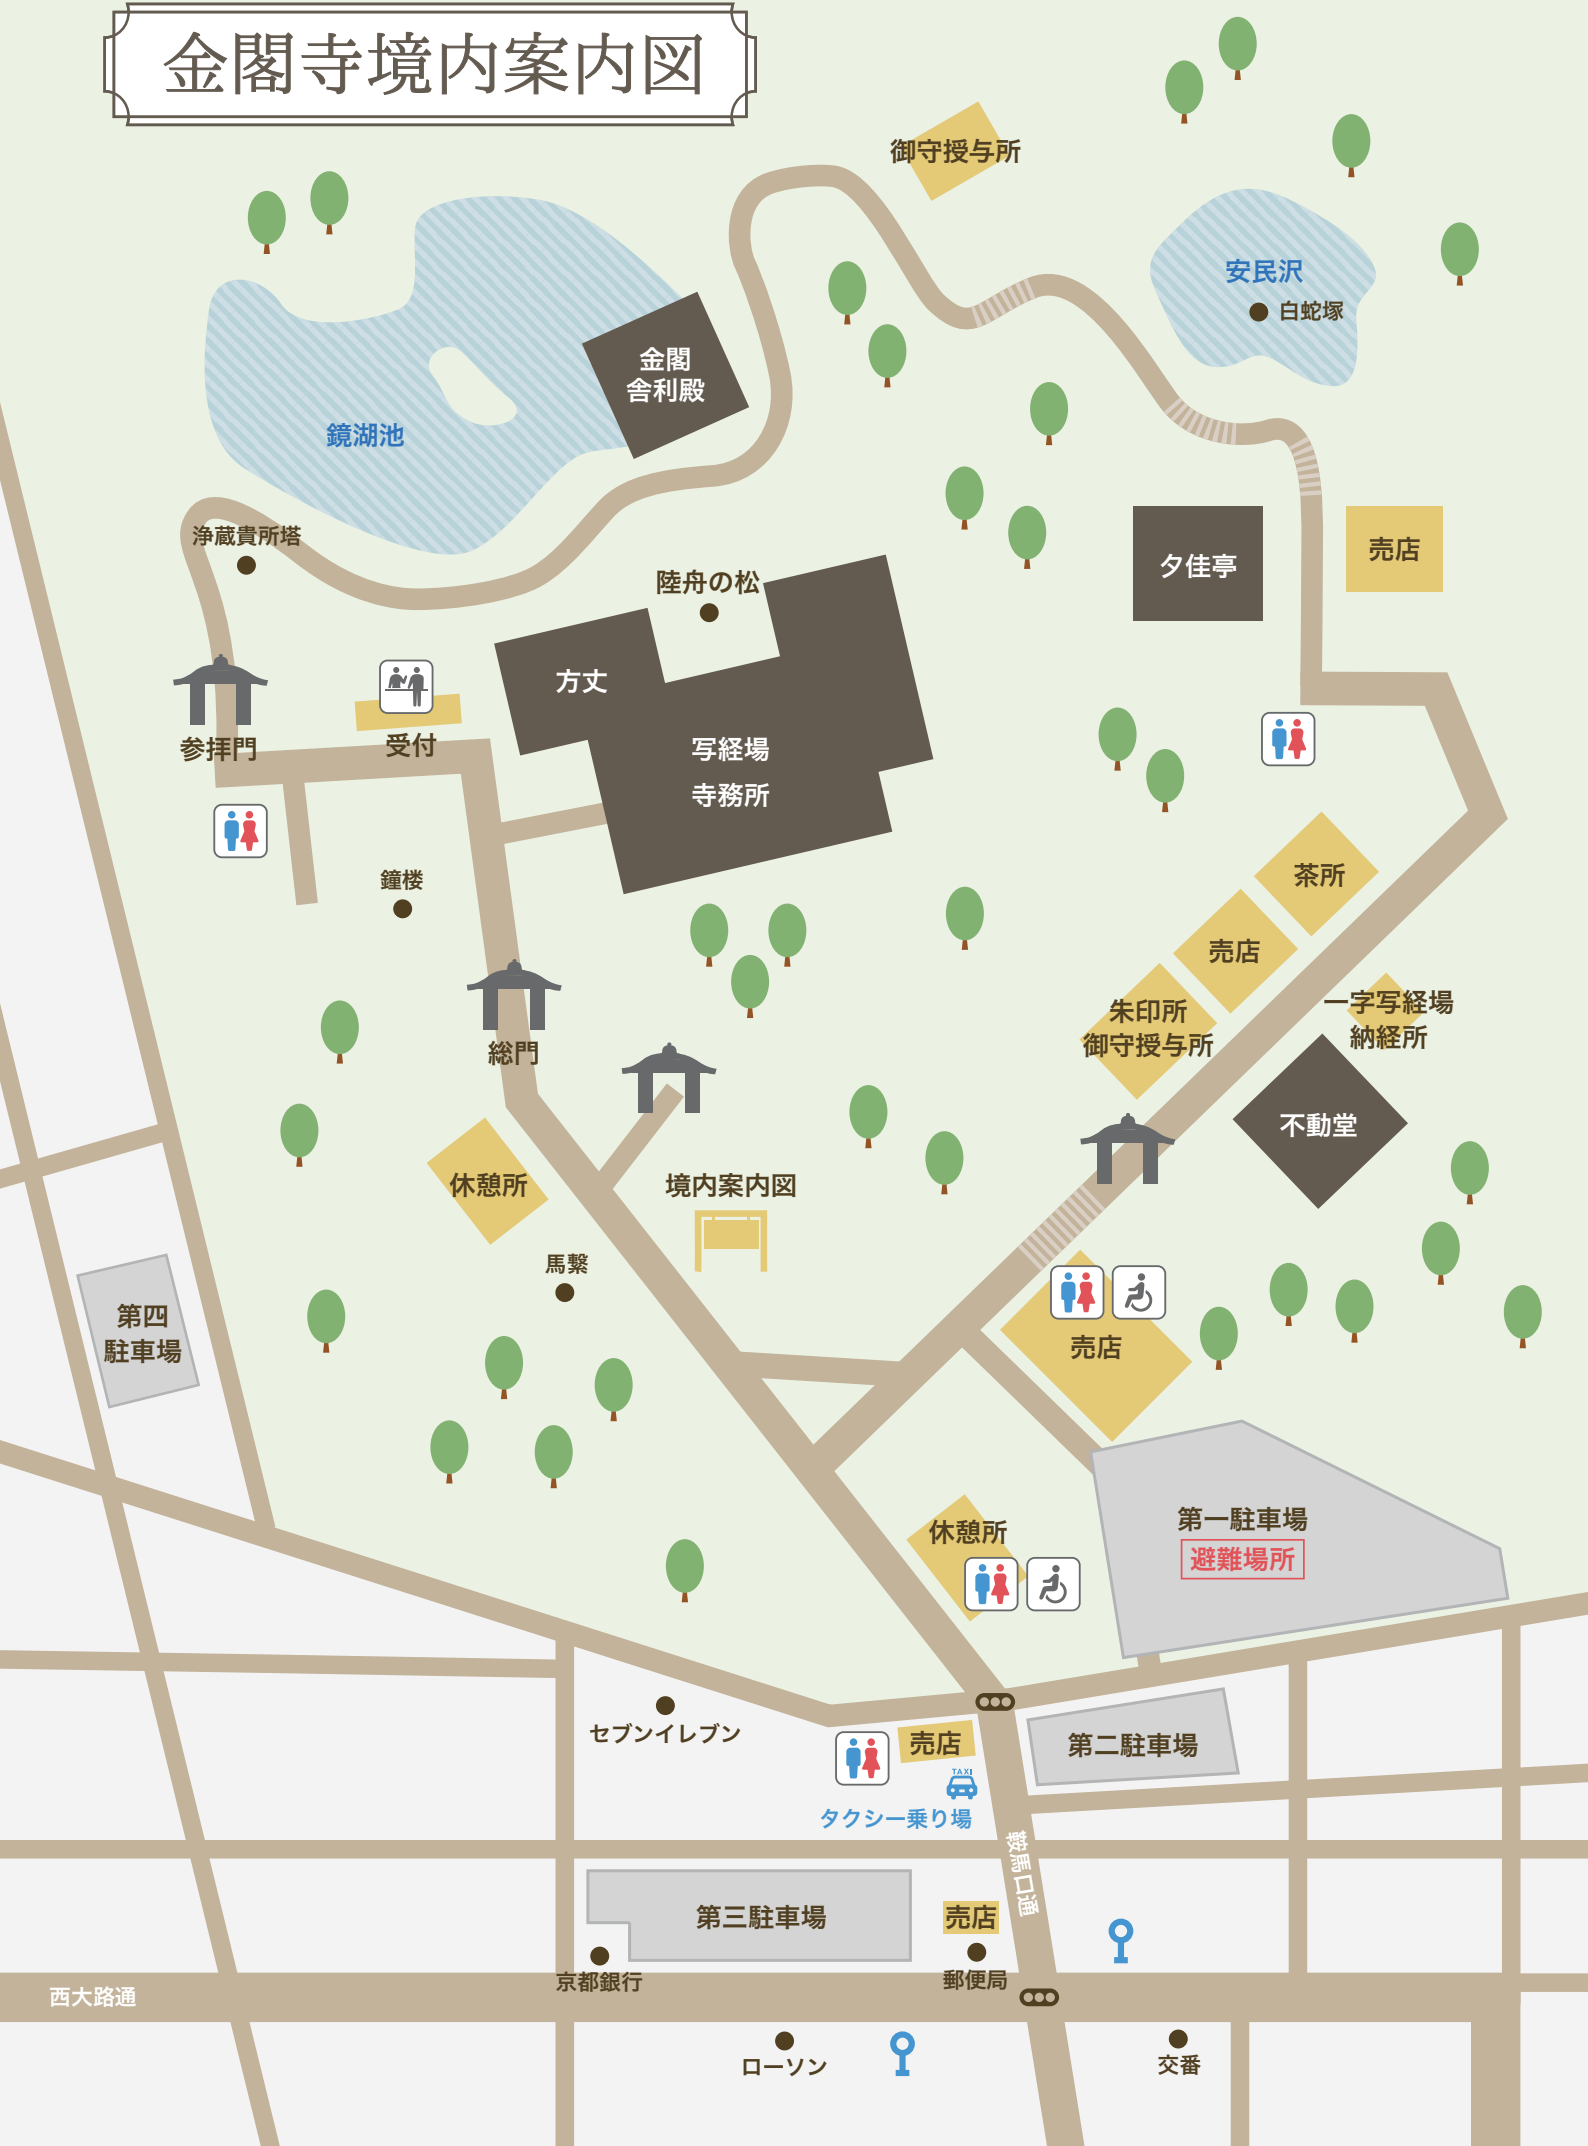 金閣寺境内案内図
御守授与所
安民沢
白蛇塚
金閣
舎利殿
鏡湖池
浄蔵貴所塔
陸舟の松
夕佳亭
売店
方丈
参拝門
受付
写経場
寺務所
鐘楼
茶所
売店
一字写経場
納経所
朱印所
御守授与所
総門
不動堂
休憩所
境内案内図
馬繋
第四
駐車場
売店
第一駐車場
避難場所
休憩所
セブンイレブン
売店
第二駐車場
TAXI
タクシー乗り場
鞍馬口通
第三駐車場
売店
京都銀行
郵便局
西大路通
ローソン
交番